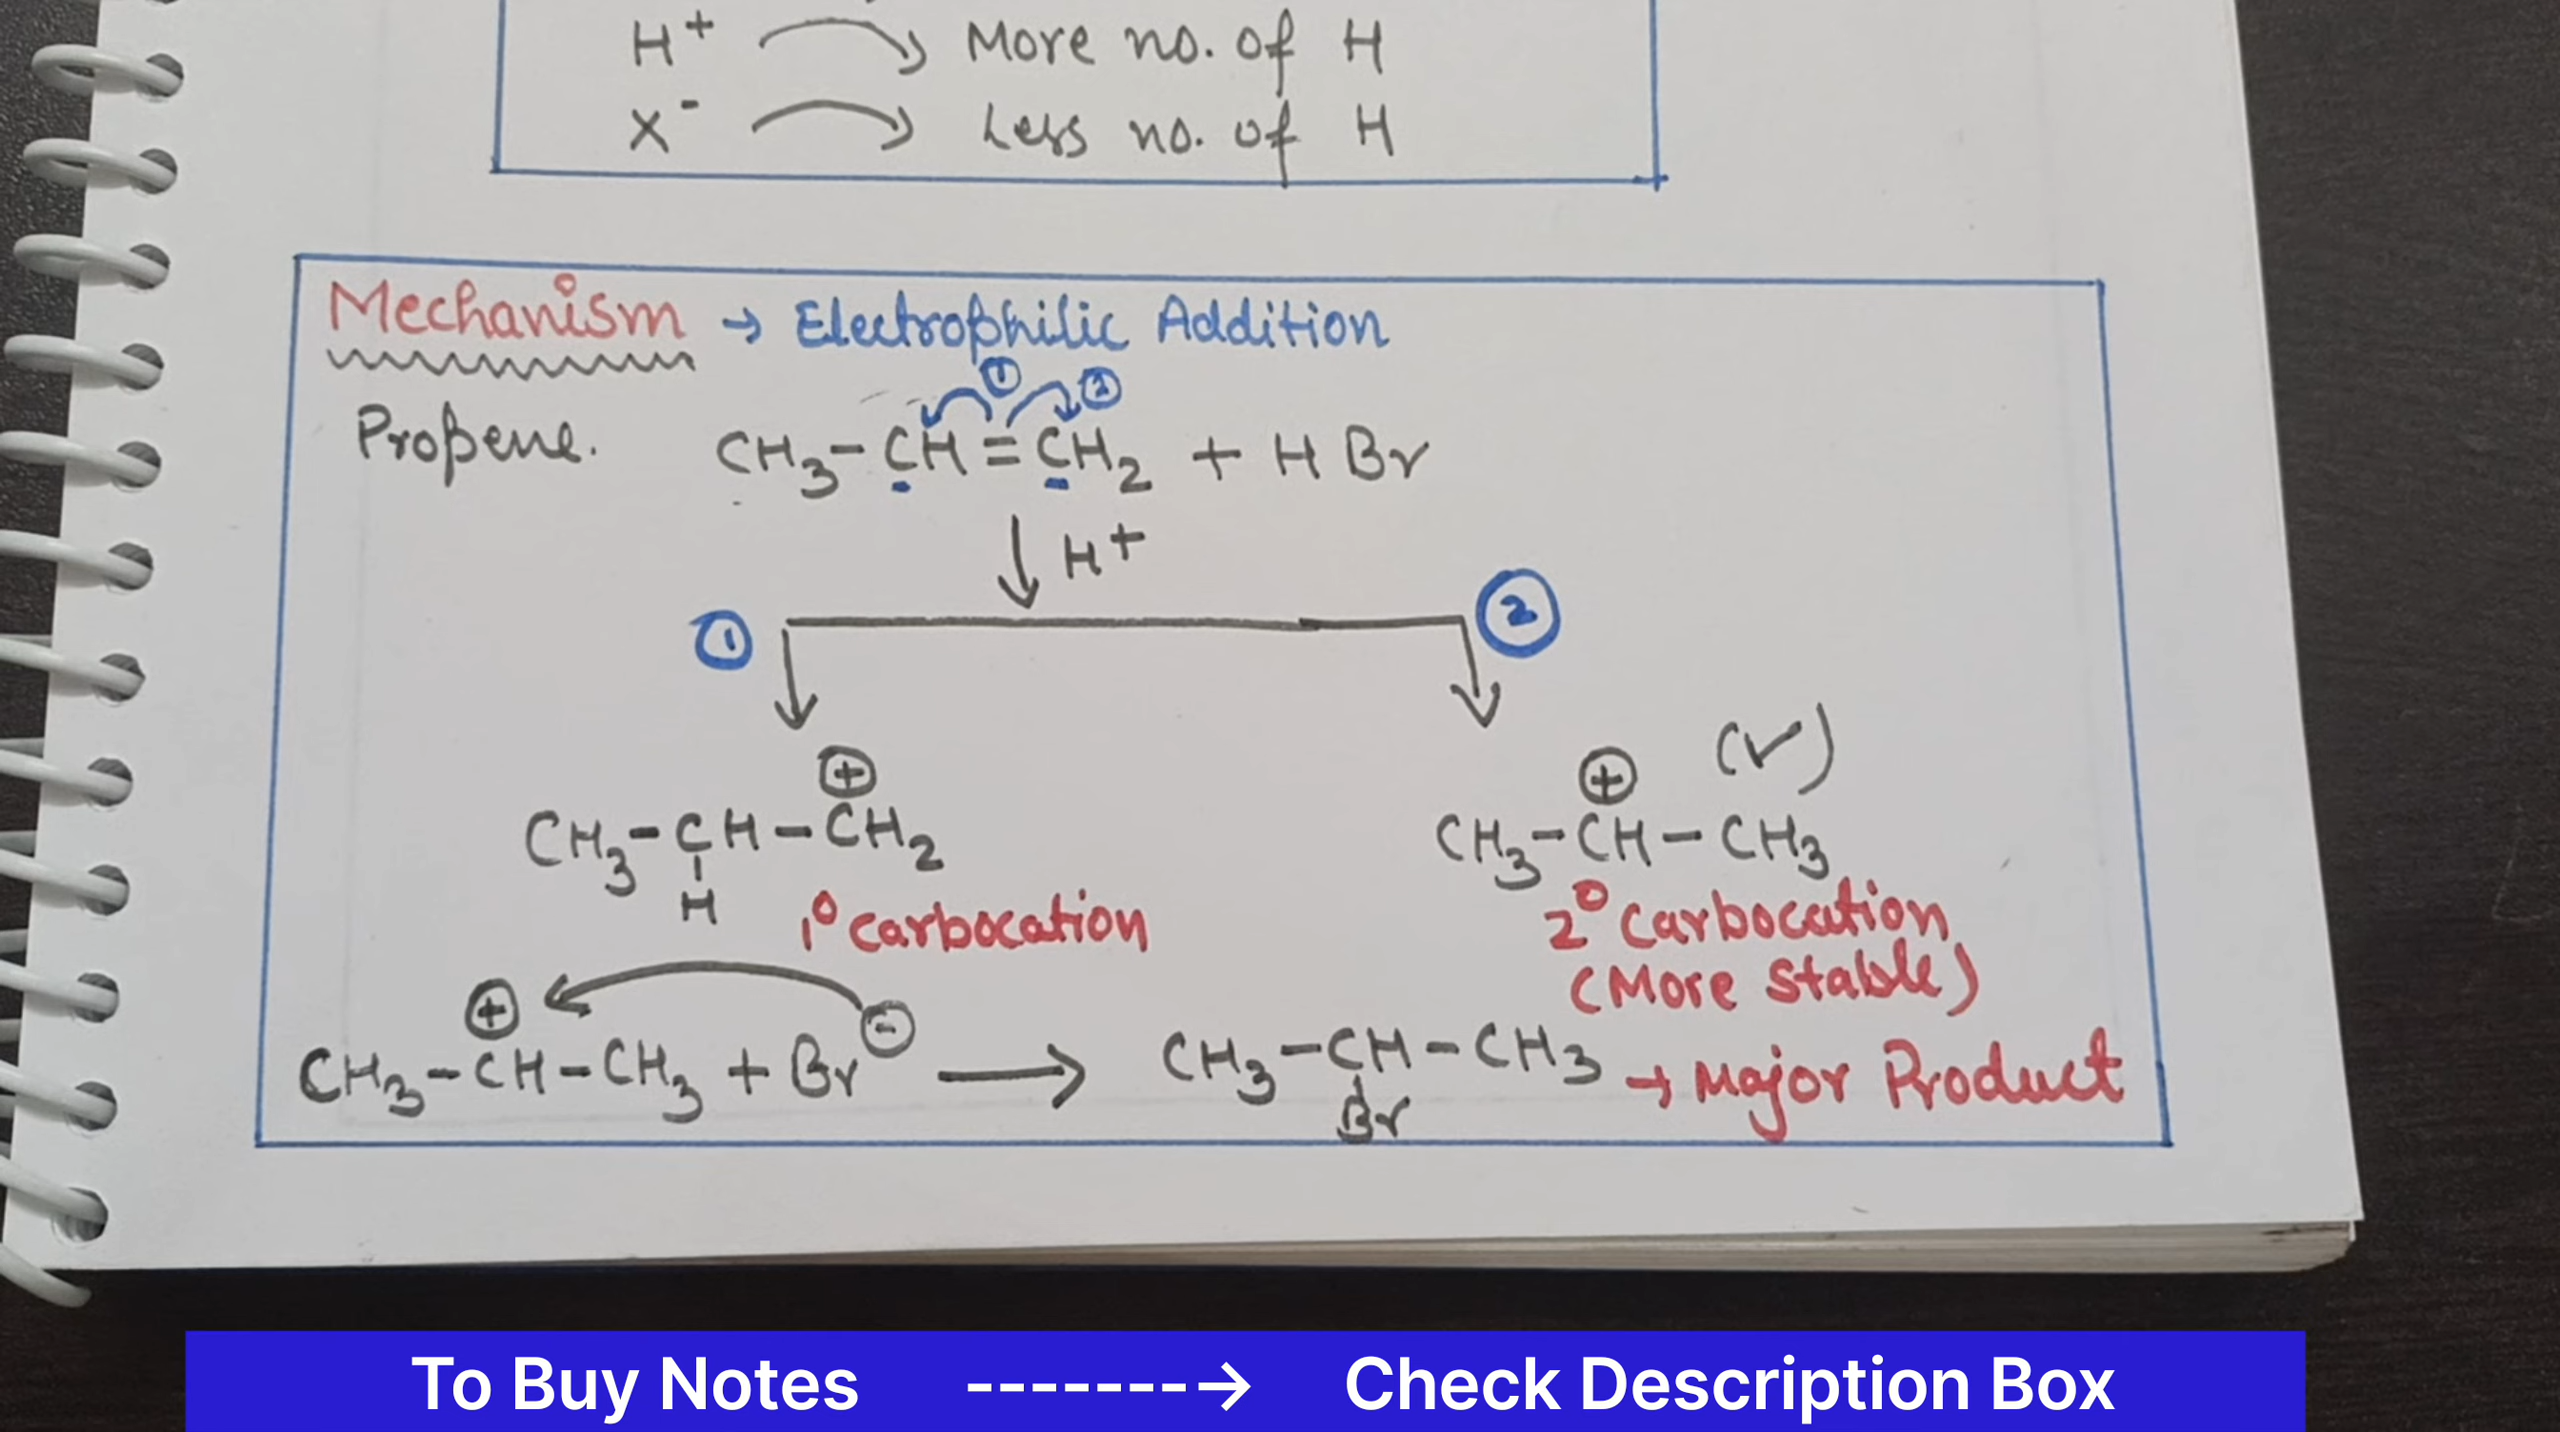 H⁺ → More no. of H
X⁻ → Less no. of H
Mechanism → Electrophilic Addition
① ②
Propene. CH₃-CH=CH₂ + HBr
↓ H⁺
① ②
⊕ ⊕ (✓)
CH₃-CH-CH₂ CH₃-CH-CH₃
H
1° carbocation 2° Carbocation
(More Stable)
⊕ ⊖
CH₃-CH-CH₃ + Br → CH₃-CH-CH₃ → Major Product
Br
To Buy Notes -------→ Check Description Box